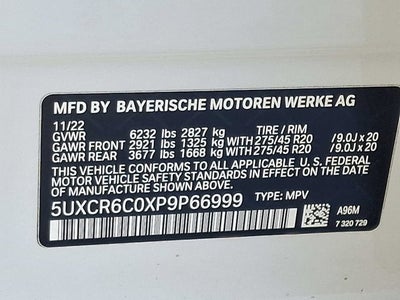 MFD BY BAYERISCHE MOTOREN WERKE AG
11/22
GVWR 6232 lbs 2827 kg TIRE / RIM
GAWR FRONT 2921 lbs 1325 kg WITH 275/45 R20 /9.0J x 20
GAWR REAR 3677 lbs 1668 kg WITH 275/45 R20 /9.0J x 20
THIS VEHICLE CONFORMS TO ALL APPLICABLE U. S. FEDERAL
MOTOR VEHICLE SAFETY STANDARDS IN EFFECT ON THE
DATE OF MANUFACTURE SHOWN ABOVE.
5UXCR6C0XP9P66999 TYPE: MPV
A96M
7 320 729